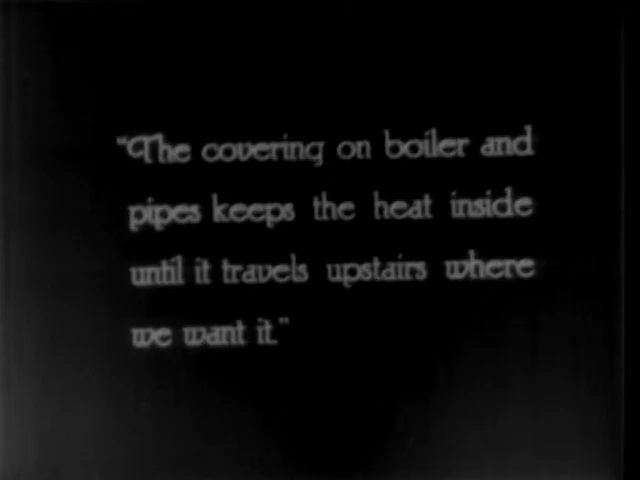 "The covering on boiler and
pipes keeps the heat inside
until it travels upstairs where
we want it."